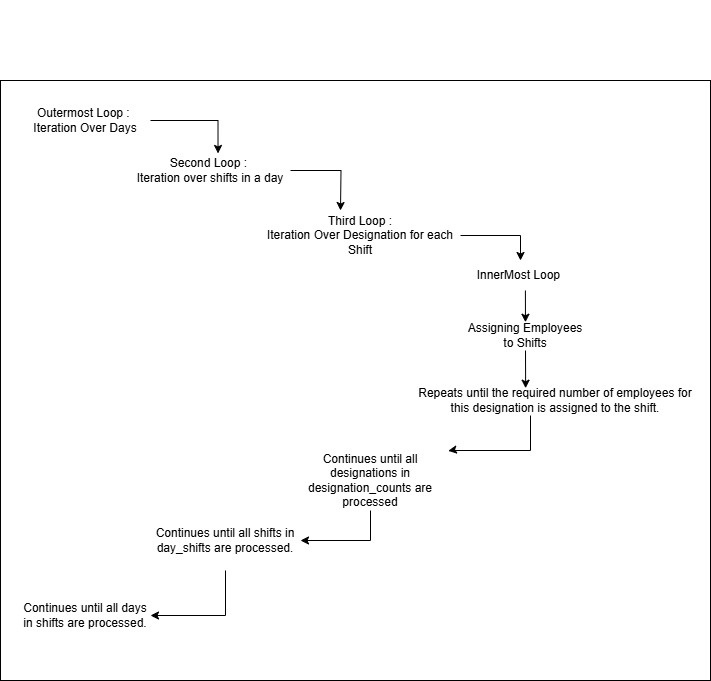 Outermost Loop :
Iteration Over Days
Second Loop :
Iteration over shifts in a day
Third Loop :
Iteration Over Designation for each
Shift
InnerMost Loop
Assigning Employees
to Shifts
Repeats until the required number of employees for
this designation is assigned to the shift.
Continues until all
designations in
designation_counts are
processed
Continues until all shifts in
day_shifts are processed.
Continues until all days
in shifts are processed.